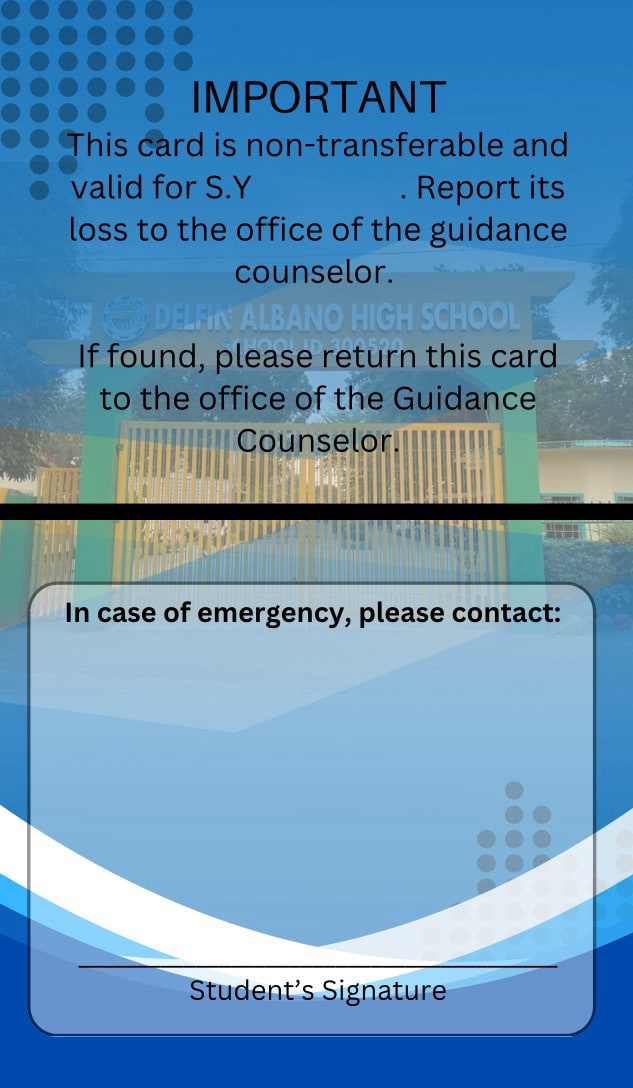 IMPORTANT
This card is non-transferable and
valid for S.Y . Report its
loss to the office of the guidance
counselor.
DELFIN ALBANO HIGH SCHOOL
SCHOOL ID 300520
If found, please return this card
to the office of the Guidance
Counselor.
In case of emergency, please contact:
Student’s Signature